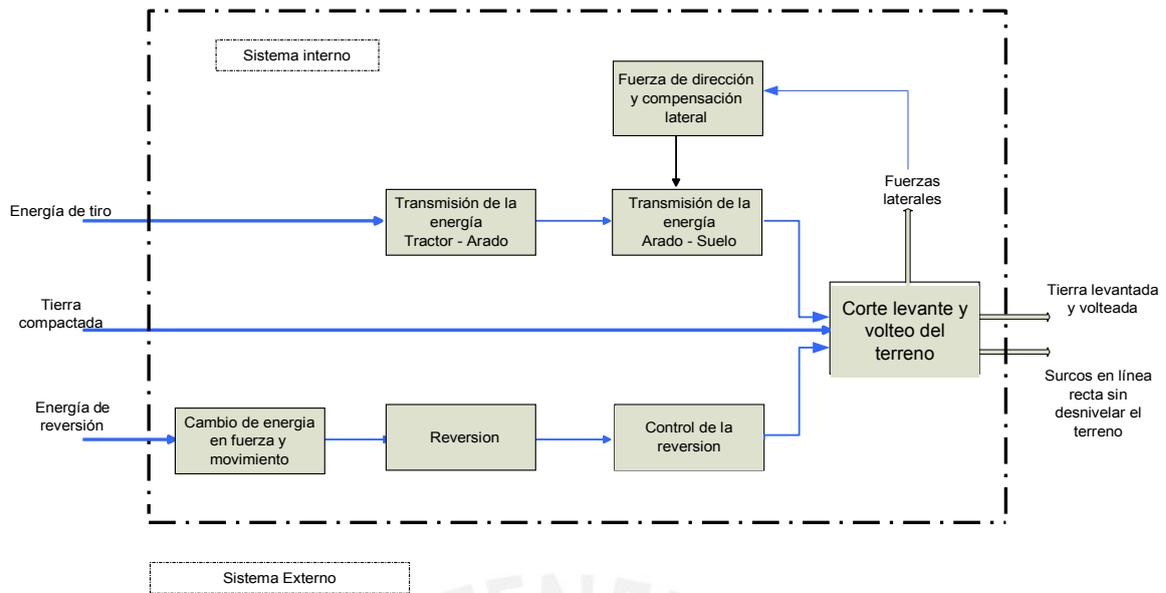 Sistema interno
Fuerza de dirección
y compensación
lateral
Fuerzas
laterales
Energía de tiro
Transmisión de la
energía
Tractor - Arado
Transmisión de la
energía
Arado - Suelo
Tierra
compactada
Corte levante y
volteo del
terreno
Tierra levantada
y volteada
Surcos en línea
recta sin
desnivelar el
terreno
Energía de
reversión
Cambio de energia
en fuerza y
movimiento
Reversion
Control de la
reversion
Sistema Externo